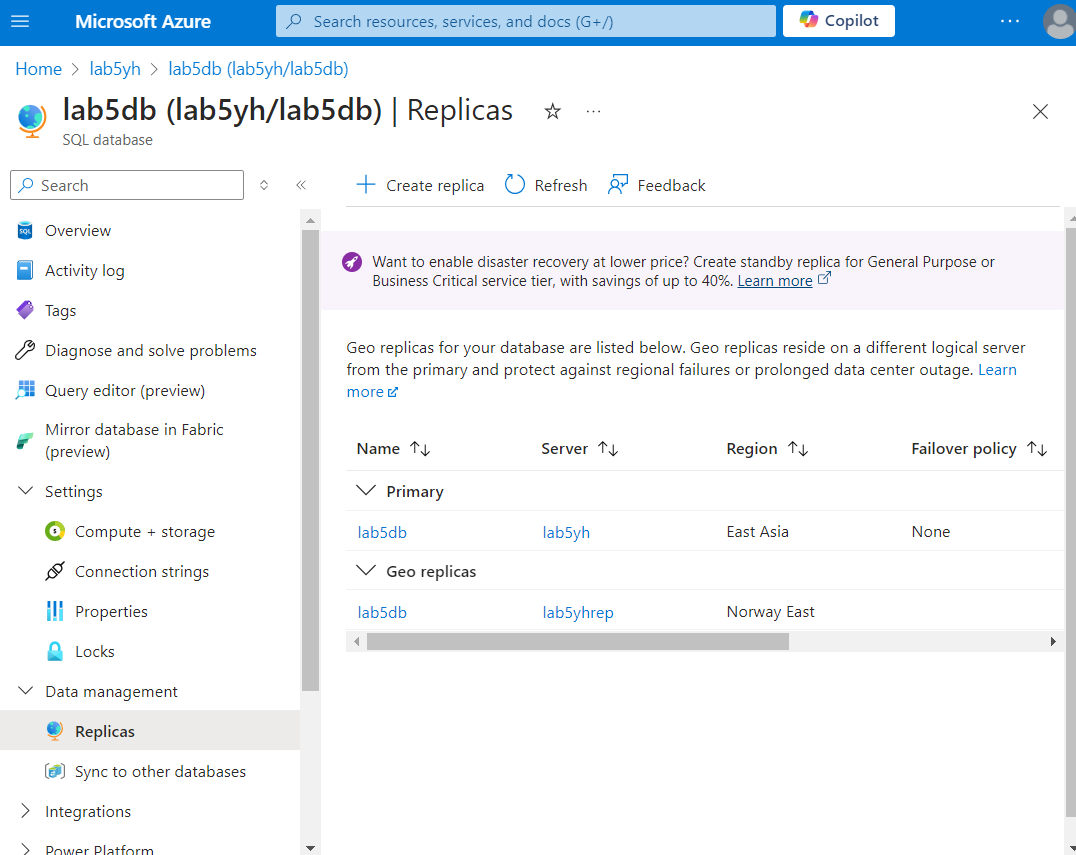 Microsoft Azure
Search resources, services, and docs (G+/)
Copilot
Home > lab5yh > lab5db (lab5yh/lab5db)
lab5db (lab5yh/lab5db) | Replicas
SQL database
Search
Create replica
Refresh
Feedback
Overview
Activity log
Tags
Diagnose and solve problems
Query editor (preview)
Mirror database in Fabric
(preview)
Settings
Compute + storage
Connection strings
Properties
Locks
Data management
Replicas
Sync to other databases
Integrations
Power Platform
Want to enable disaster recovery at lower price? Create standby replica for General Purpose or
Business Critical service tier, with savings of up to 40%. Learn more
Geo replicas for your database are listed below. Geo replicas reside on a different logical server
from the primary and protect against regional failures or prolonged data center outage. Learn
more
Name Server Region Failover policy
Primary
lab5db lab5yh East Asia None
Geo replicas
lab5db lab5yhrep Norway East